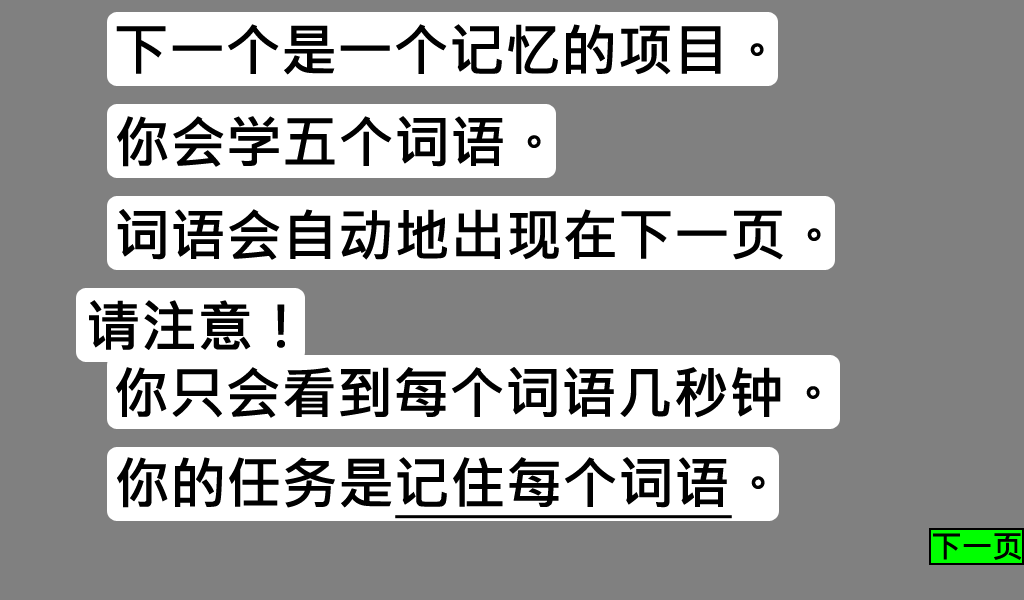 下一个是一个记忆的项目。
你会学五个词语。
词语会自动地出现在下一页。
请注意！
你只会看到每个词语几秒钟。
你的任务是记住每个词语。
下一页